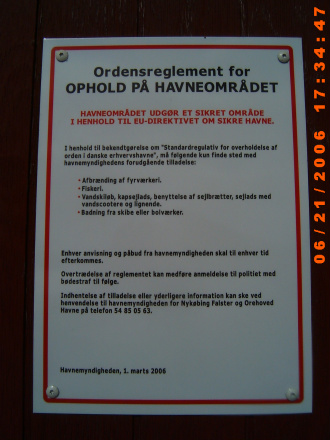 Ordensreglement for
OPHOLD PÅ HAVNEOMRÅDET
HAVNEOMRÅDET UDGØR ET SIKRET OMRÅDE
I HENHOLD TIL EU-DIREKTIVET OM SIKRE HAVNE.
I henhold til bekendtgørelse om "Standardregulativ for overholdelse af
orden i danske erhvervshavne", må følgende kun finde sted med
havnemyndighedens forudgående tilladelse:
• Afbrænding af fyrværkeri.
• Fiskeri.
• Vandskiløb, kapsejlads, benyttelse af sejlbrætter, sejlads med
vandscootere og lignende.
• Badning fra skibe eller bolværker.
Enhver anvisning og påbud fra havnemyndigheden skal til enhver tid
efterkommes.
Overtrædelse af reglementet kan medføre anmeldelse til politiet med
bødestraf til følge.
Indhentelse af tilladelse eller yderligere information kan ske ved
henvendelse til havnemyndigheden for Nykøbing Falster og Orehoved
Havne på telefon 54 85 05 63.
Havnemyndigheden, 1. marts 2006
06/21/2006 17:34:47